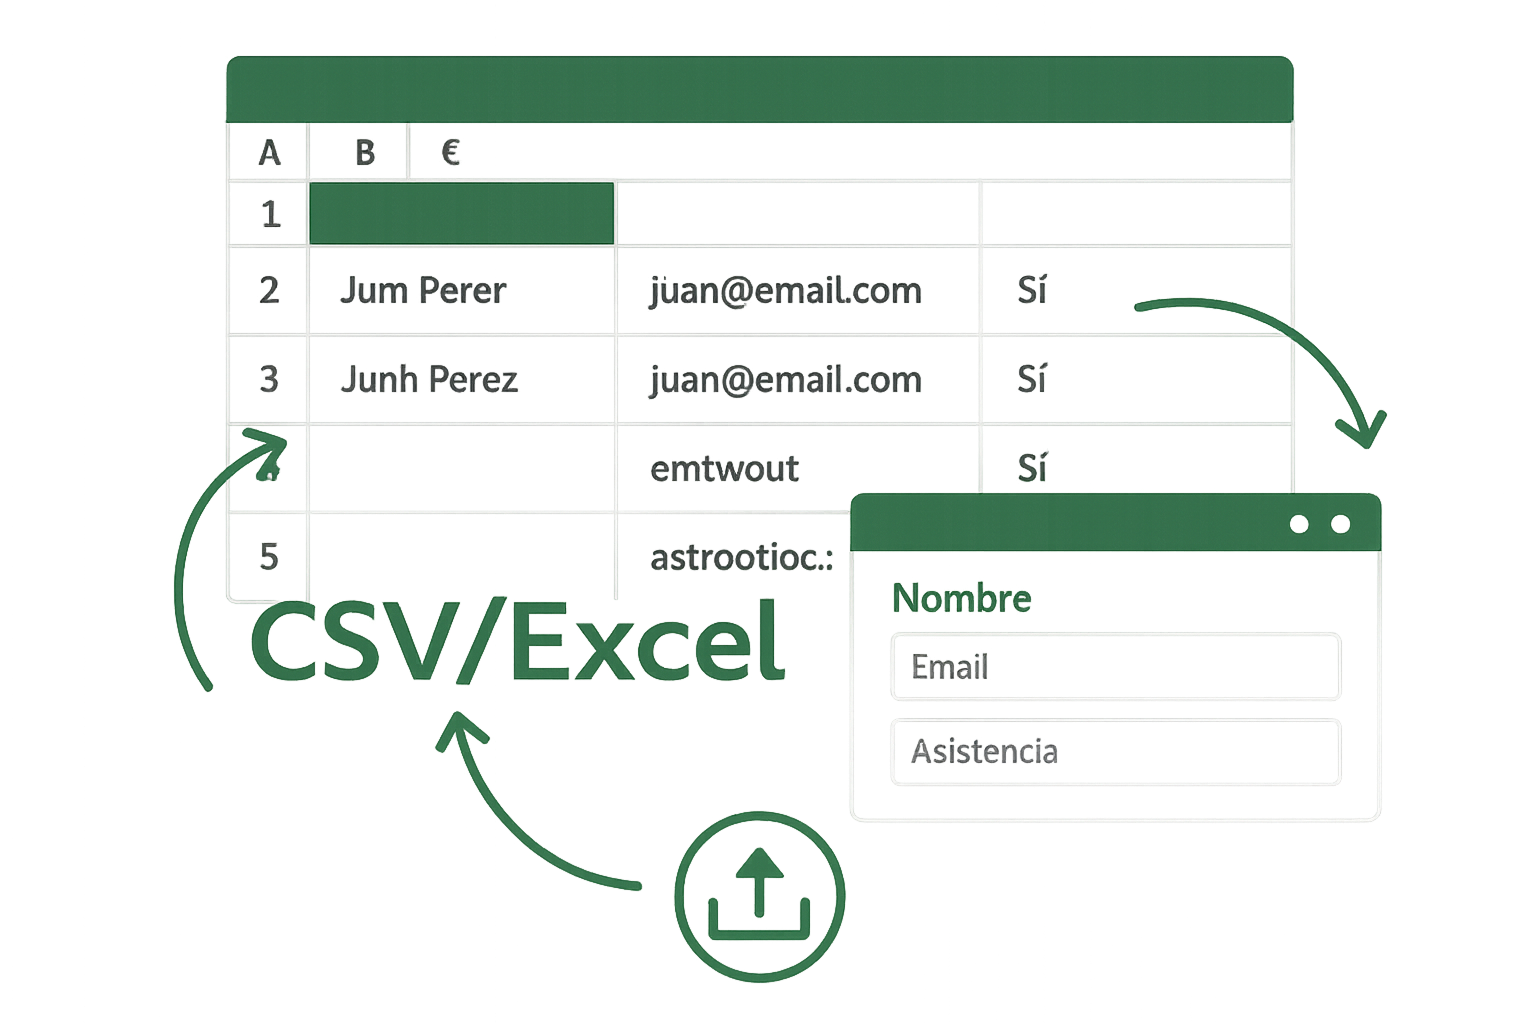 A B €
1
2 Jum Perer juan@email.com Sí
3 Junh Perez juan@email.com Sí
emtwout Sí
5 astrootioc.:
CSV/Excel
Nombre
Email
Asistencia